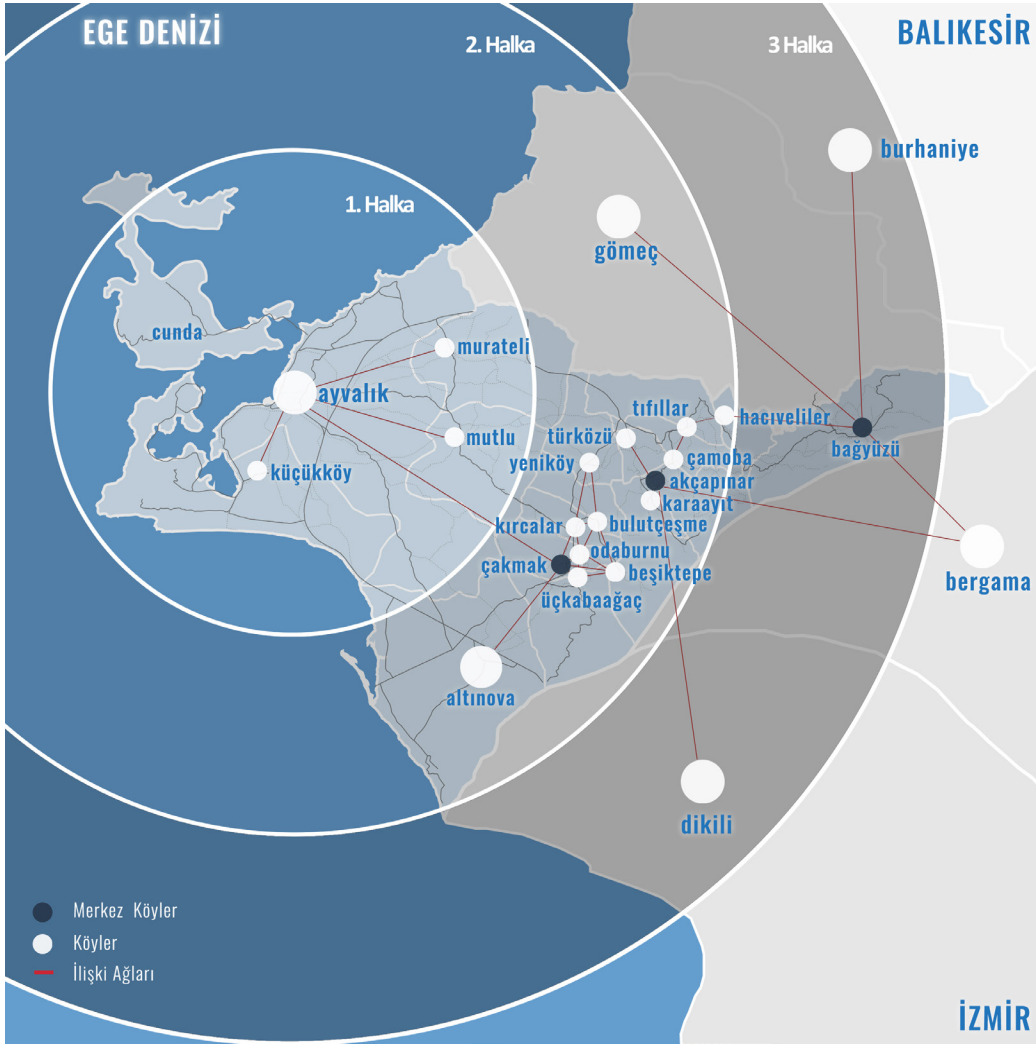 EGE DENİZİ
2. Halka
3 Halka
BALIKESİR
burhaniye
1. Halka
gömeç
cunda
murateli
ayvalık
tıfıllar
hacıveliler
mutlu
türközü
bağyüzü
yeniköy
çamoba
küçükköy
akçapınar
karaayıt
kırcalar
bulutçeşme
odaburnu
çakmak
beşiktepe
bergama
üçkabaağaç
altınova
dikili
Merkez Köyler
Köyler
İlişki Ağları
İZMİR